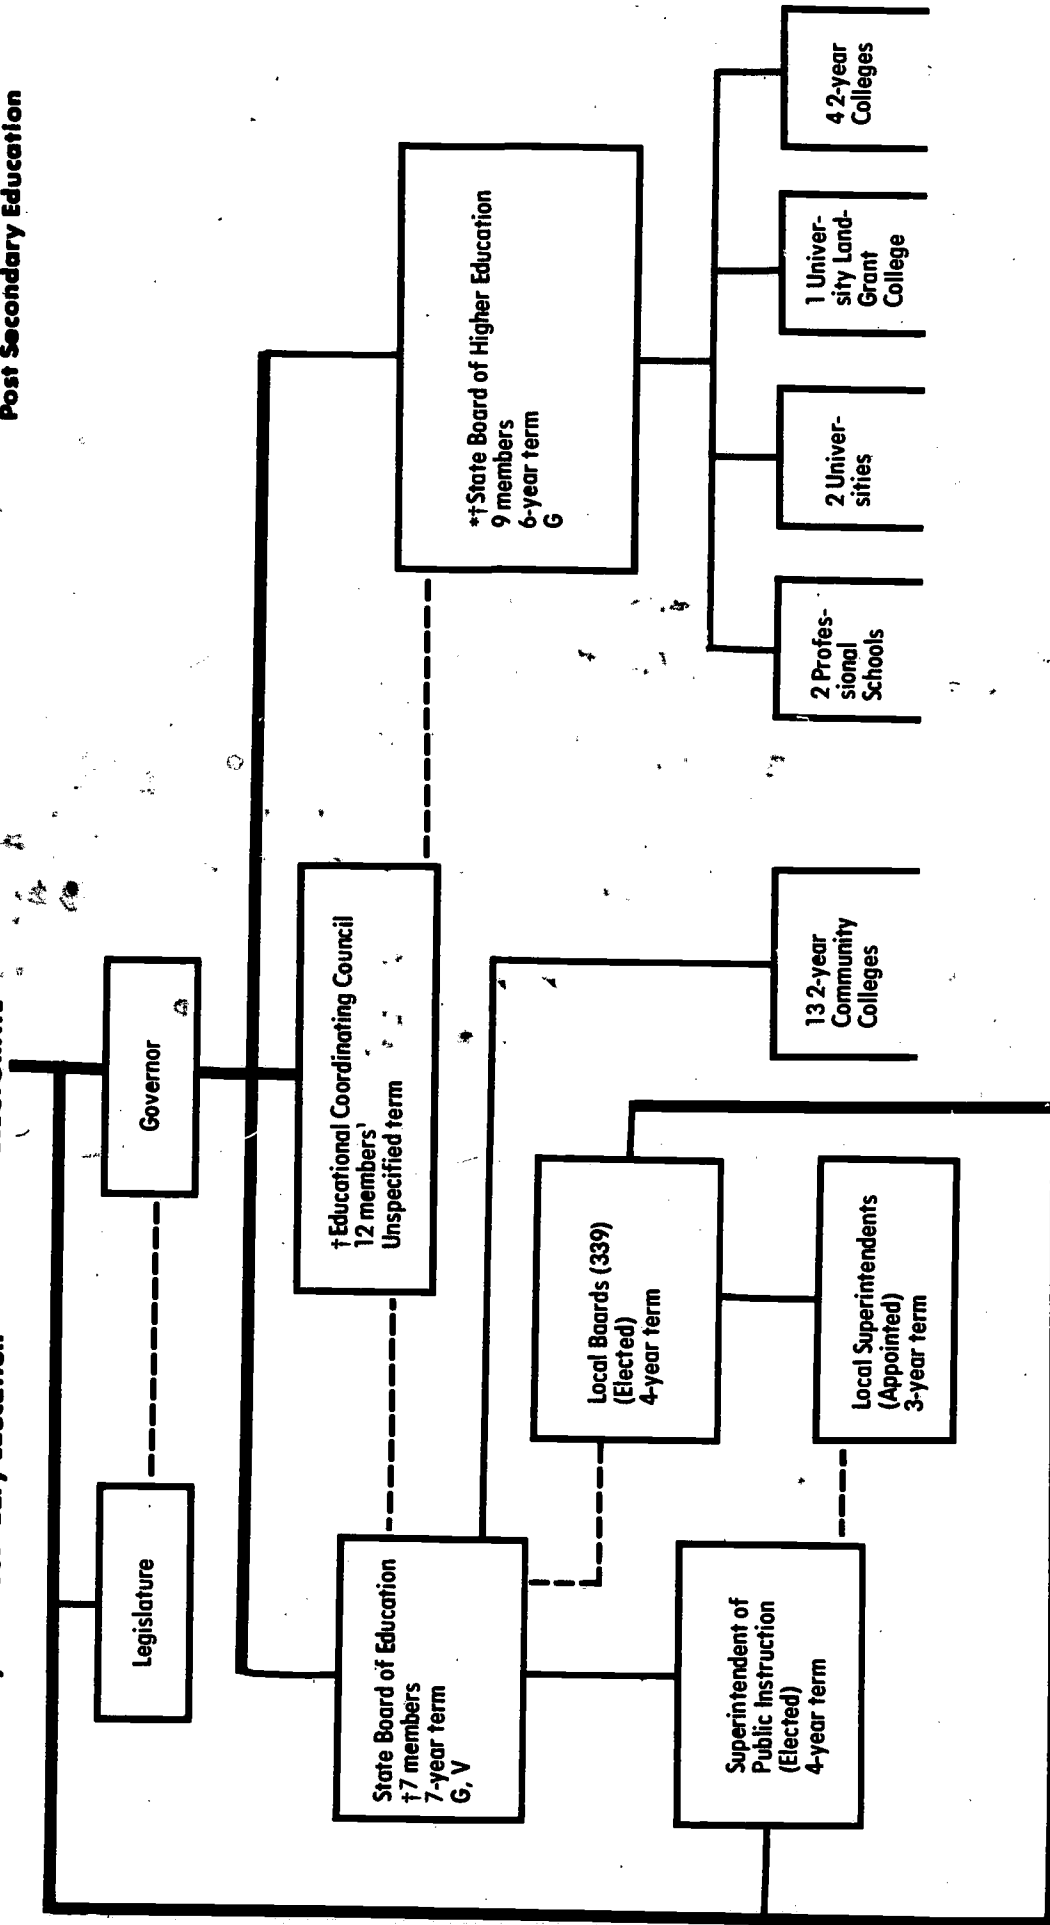 Post Secondary Education
Legislature
Governor
State Board of Education
†7 members
7-year term
G, V
†Educational Coordinating Council
12 members¹
Unspecified term
*†State Board of Higher Education
9 members
6-year term
G
Superintendent of
Public Instruction
(Elected)
4-year term
Local Boards (339)
(Elected)
4-year term
Local Superintendents
(Appointed)
3-year term
13 2-year
Community
Colleges
2 Profes-
sional
Schools
2 Univer-
sities
1 Univer-
sity Land-
Grant
College
4 2-year
Colleges